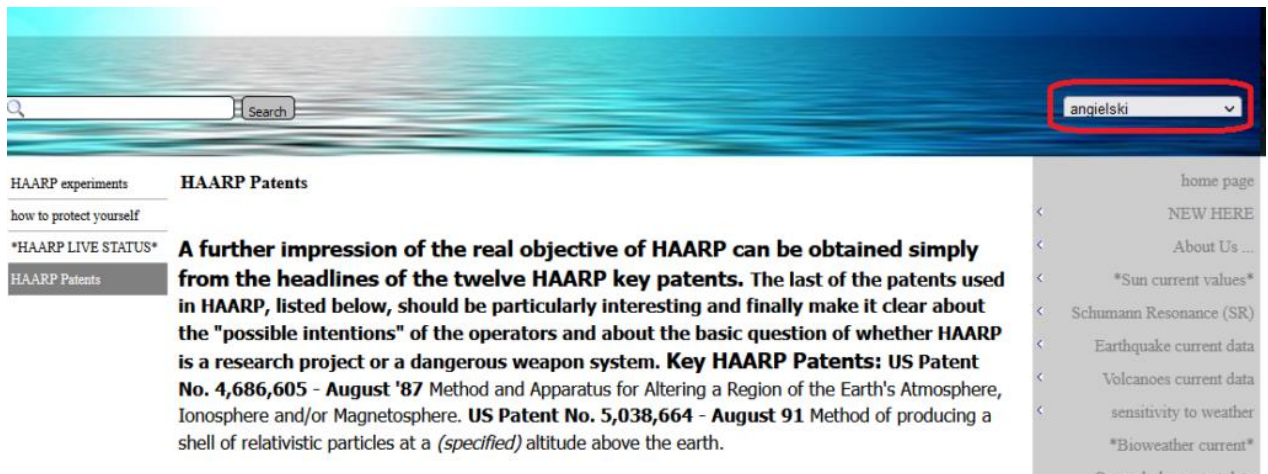 Search
angielski
HAARP experiments
how to protect yourself
*HAARP LIVE STATUS*
HAARP Patents
HAARP Patents
A further impression of the real objective of HAARP can be obtained simply
from the headlines of the twelve HAARP key patents. The last of the patents used
in HAARP, listed below, should be particularly interesting and finally make it clear about
the "possible intentions" of the operators and about the basic question of whether HAARP
is a research project or a dangerous weapon system. Key HAARP Patents: US Patent
No. 4,686,605 - August '87 Method and Apparatus for Altering a Region of the Earth's Atmosphere,
Ionosphere and/or Magnetosphere. US Patent No. 5,038,664 - August 91 Method of producing a
shell of relativistic particles at a (specified) altitude above the earth.
home page
NEW HERE
About Us ...
*Sun current values*
Schumann Resonance (SR)
Earthquake current data
Volcanoes current data
sensitivity to weather
*Bioweather current*